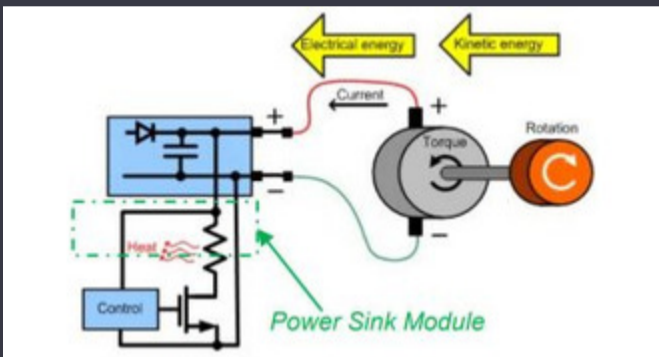 Electrical energy
Kinetic energy
Current
+
+
Rotation
Torque
−
−
Heat
Control
Power Sink Module